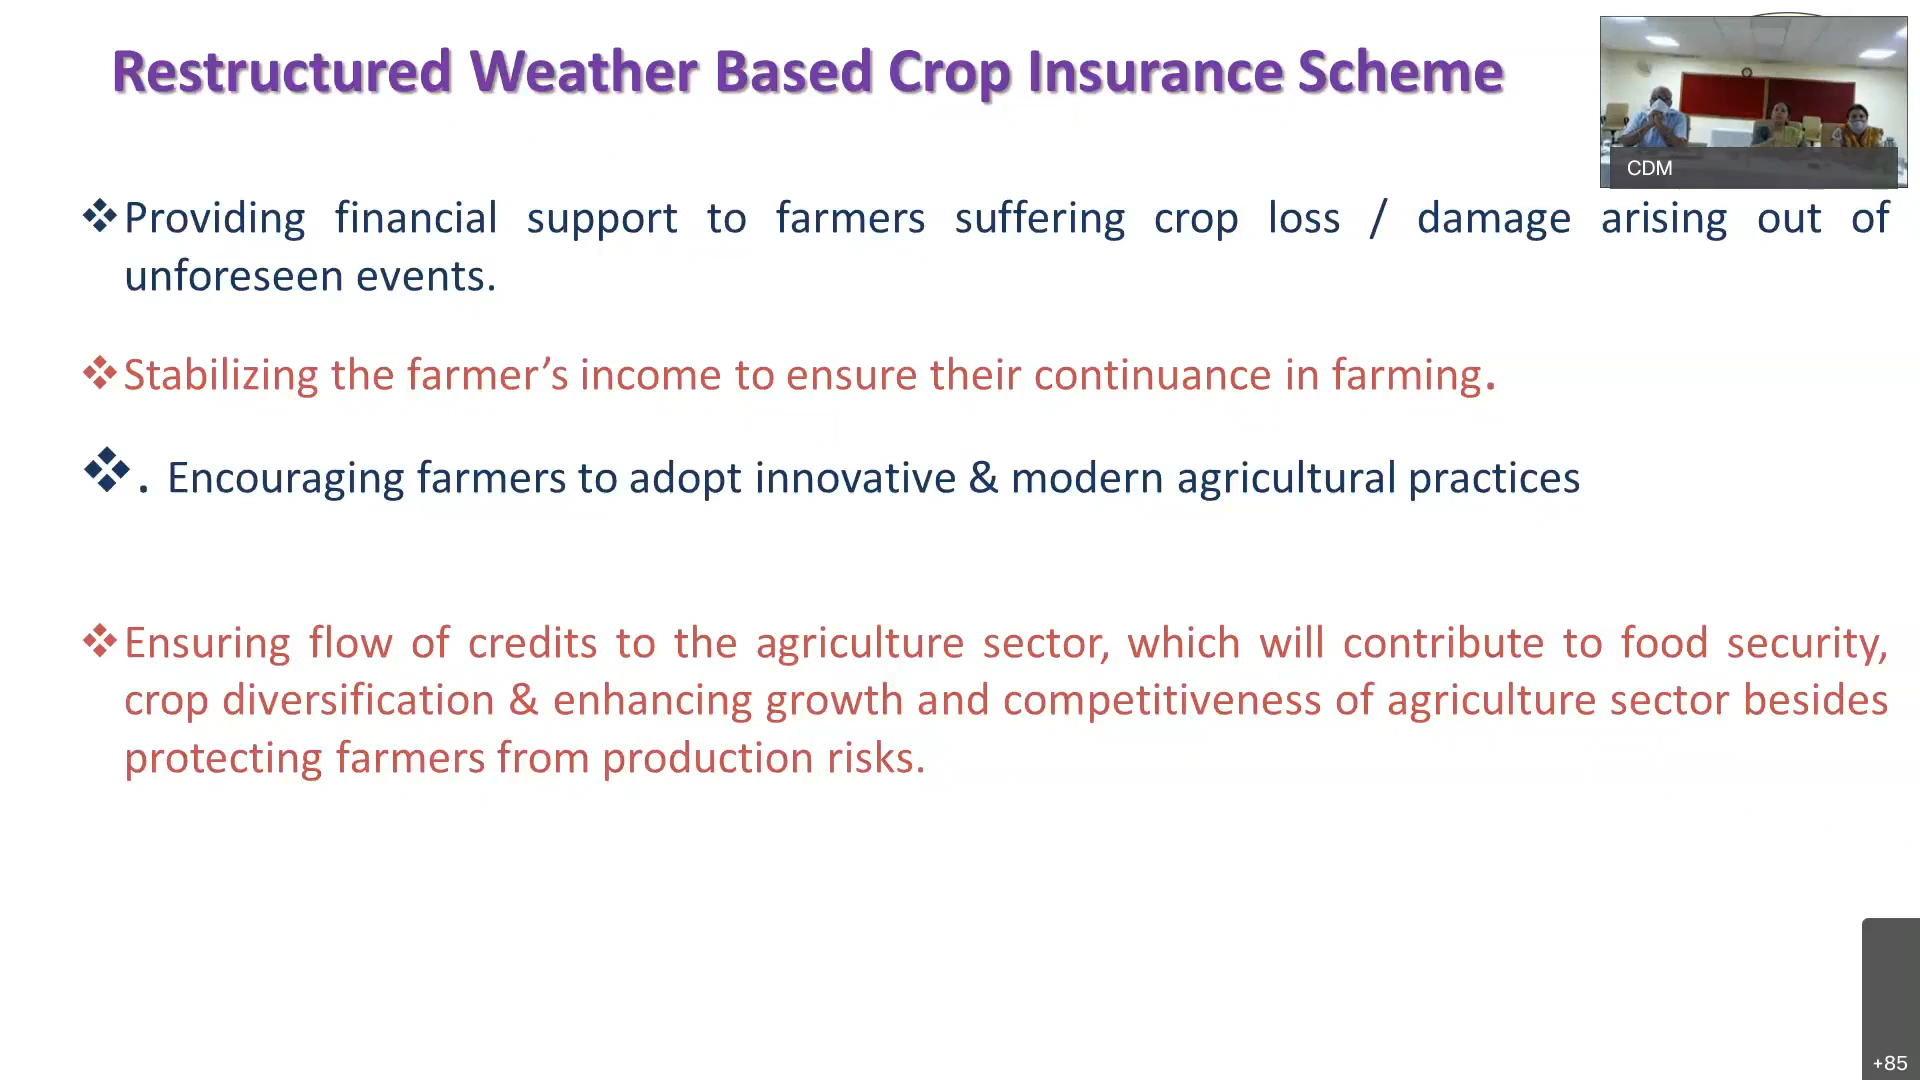 Restructured Weather Based Crop Insurance Scheme
CDM
❖Providing financial support to farmers suffering crop loss / damage arising out of
unforeseen events.
❖Stabilizing the farmer’s income to ensure their continuance in farming.
❖. Encouraging farmers to adopt innovative & modern agricultural practices
❖Ensuring flow of credits to the agriculture sector, which will contribute to food security,
crop diversification & enhancing growth and competitiveness of agriculture sector besides
protecting farmers from production risks.
+85